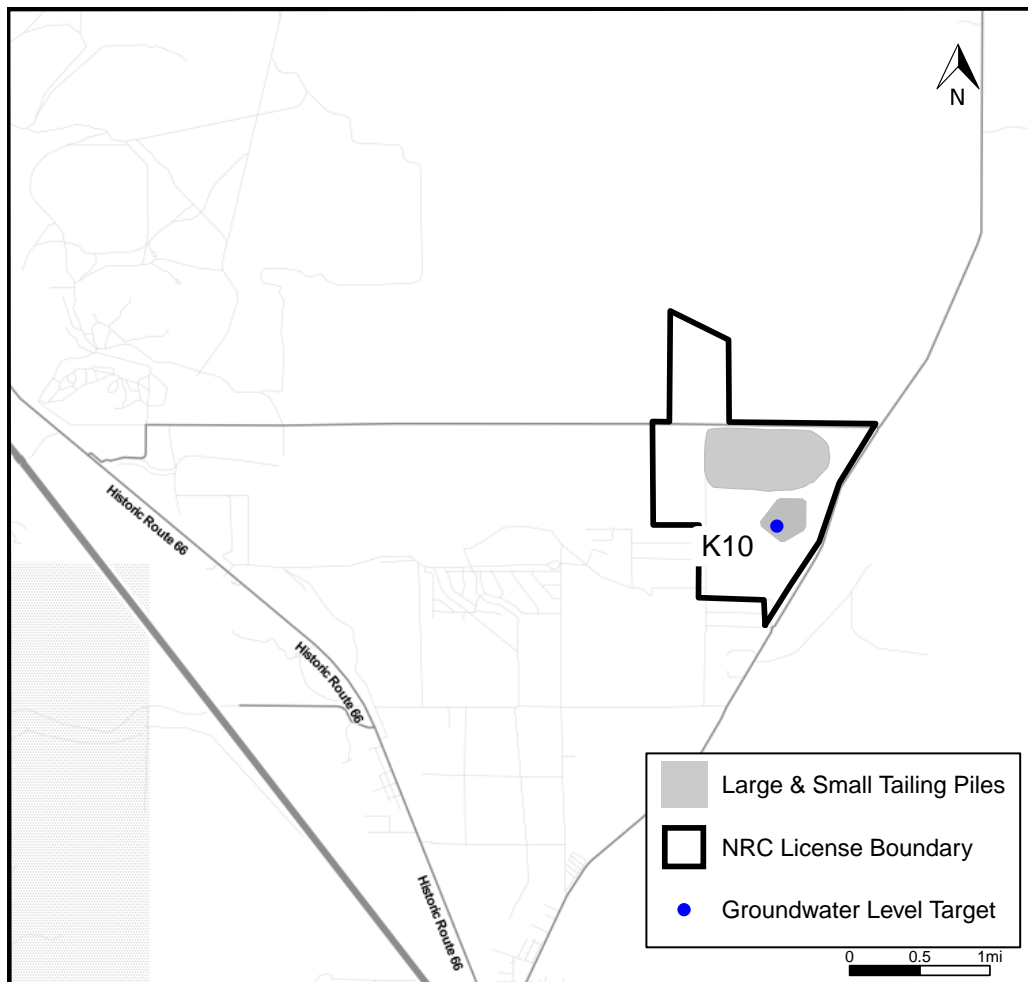 N
Historic Route 66
K10
Historic Route 66
Large & Small Tailing Piles
NRC License Boundary
Groundwater Level Target
Historic Route 66
0 0.5 1mi